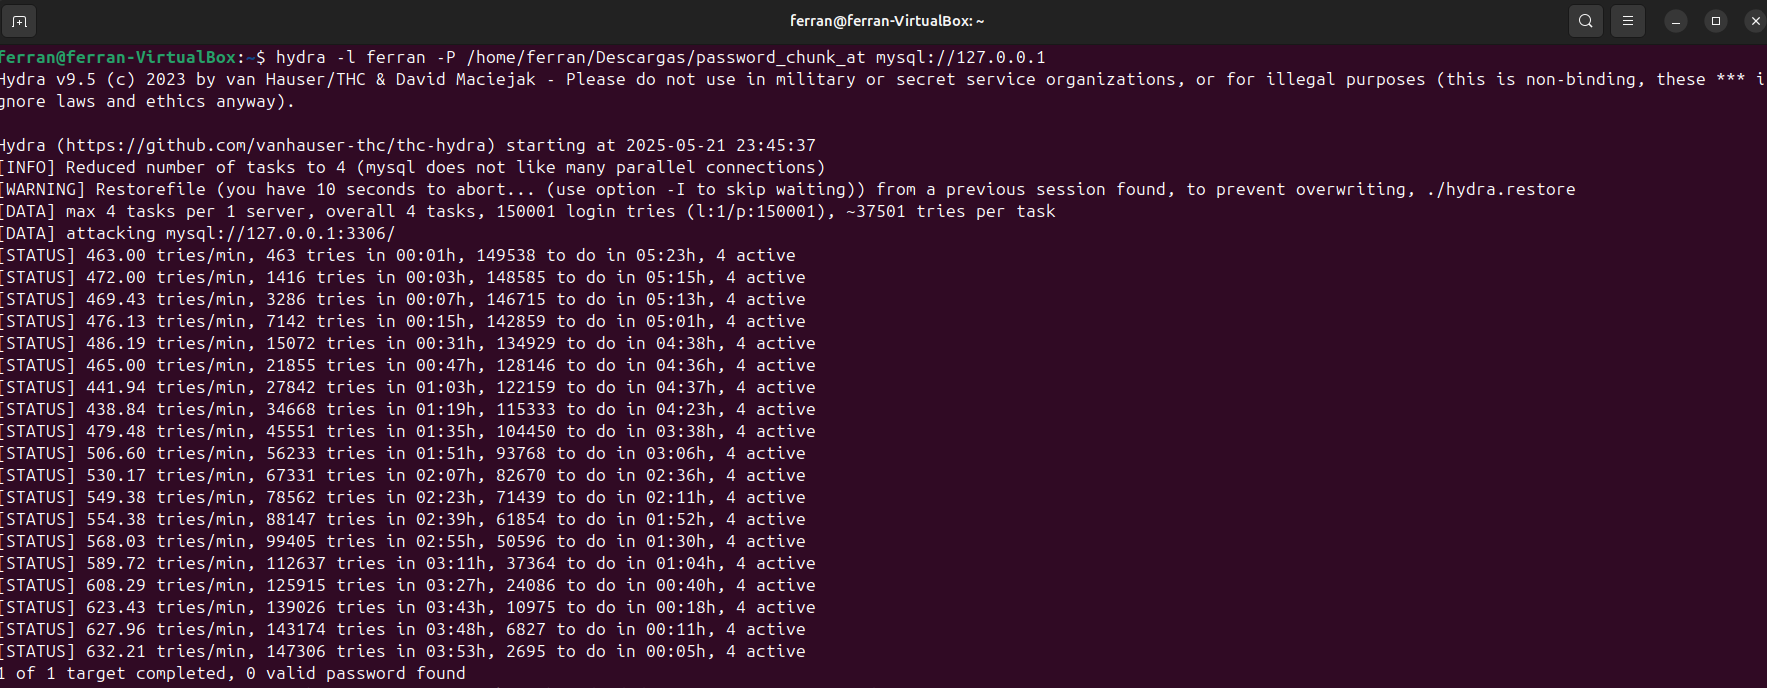 ferran@ferran-VirtualBox: ~
ferran@ferran-VirtualBox:~$ hydra -l ferran -P /home/ferran/Descargas/password_chunk_at mysql://127.0.0.1
Hydra v9.5 (c) 2023 by van Hauser/THC & David Maciejak - Please do not use in military or secret service organizations, or for illegal purposes (this is non-binding, these *** i
gnore laws and ethics anyway).
Hydra (https://github.com/vanhauser-thc/thc-hydra) starting at 2025-05-21 23:45:37
[INFO] Reduced number of tasks to 4 (mysql does not like many parallel connections)
[WARNING] Restorefile (you have 10 seconds to abort... (use option -I to skip waiting)) from a previous session found, to prevent overwriting, ./hydra.restore
[DATA] max 4 tasks per 1 server, overall 4 tasks, 150001 login tries (l:1/p:150001), ~37501 tries per task
[DATA] attacking mysql://127.0.0.1:3306/
[STATUS] 463.00 tries/min, 463 tries in 00:01h, 149538 to do in 05:23h, 4 active
[STATUS] 472.00 tries/min, 1416 tries in 00:03h, 148585 to do in 05:15h, 4 active
[STATUS] 469.43 tries/min, 3286 tries in 00:07h, 146715 to do in 05:13h, 4 active
[STATUS] 476.13 tries/min, 7142 tries in 00:15h, 142859 to do in 05:01h, 4 active
[STATUS] 486.19 tries/min, 15072 tries in 00:31h, 134929 to do in 04:38h, 4 active
[STATUS] 465.00 tries/min, 21855 tries in 00:47h, 128146 to do in 04:36h, 4 active
[STATUS] 441.94 tries/min, 27842 tries in 01:03h, 122159 to do in 04:37h, 4 active
[STATUS] 438.84 tries/min, 34668 tries in 01:19h, 115333 to do in 04:23h, 4 active
[STATUS] 479.48 tries/min, 45551 tries in 01:35h, 104450 to do in 03:38h, 4 active
[STATUS] 506.60 tries/min, 56233 tries in 01:51h, 93768 to do in 03:06h, 4 active
[STATUS] 530.17 tries/min, 67331 tries in 02:07h, 82670 to do in 02:36h, 4 active
[STATUS] 549.38 tries/min, 78562 tries in 02:23h, 71439 to do in 02:11h, 4 active
[STATUS] 554.38 tries/min, 88147 tries in 02:39h, 61854 to do in 01:52h, 4 active
[STATUS] 568.03 tries/min, 99405 tries in 02:55h, 50596 to do in 01:30h, 4 active
[STATUS] 589.72 tries/min, 112637 tries in 03:11h, 37364 to do in 01:04h, 4 active
[STATUS] 608.29 tries/min, 125915 tries in 03:27h, 24086 to do in 00:40h, 4 active
[STATUS] 623.43 tries/min, 139026 tries in 03:43h, 10975 to do in 00:18h, 4 active
[STATUS] 627.96 tries/min, 143174 tries in 03:48h, 6827 to do in 00:11h, 4 active
[STATUS] 632.21 tries/min, 147306 tries in 03:53h, 2695 to do in 00:05h, 4 active
1 of 1 target completed, 0 valid password found